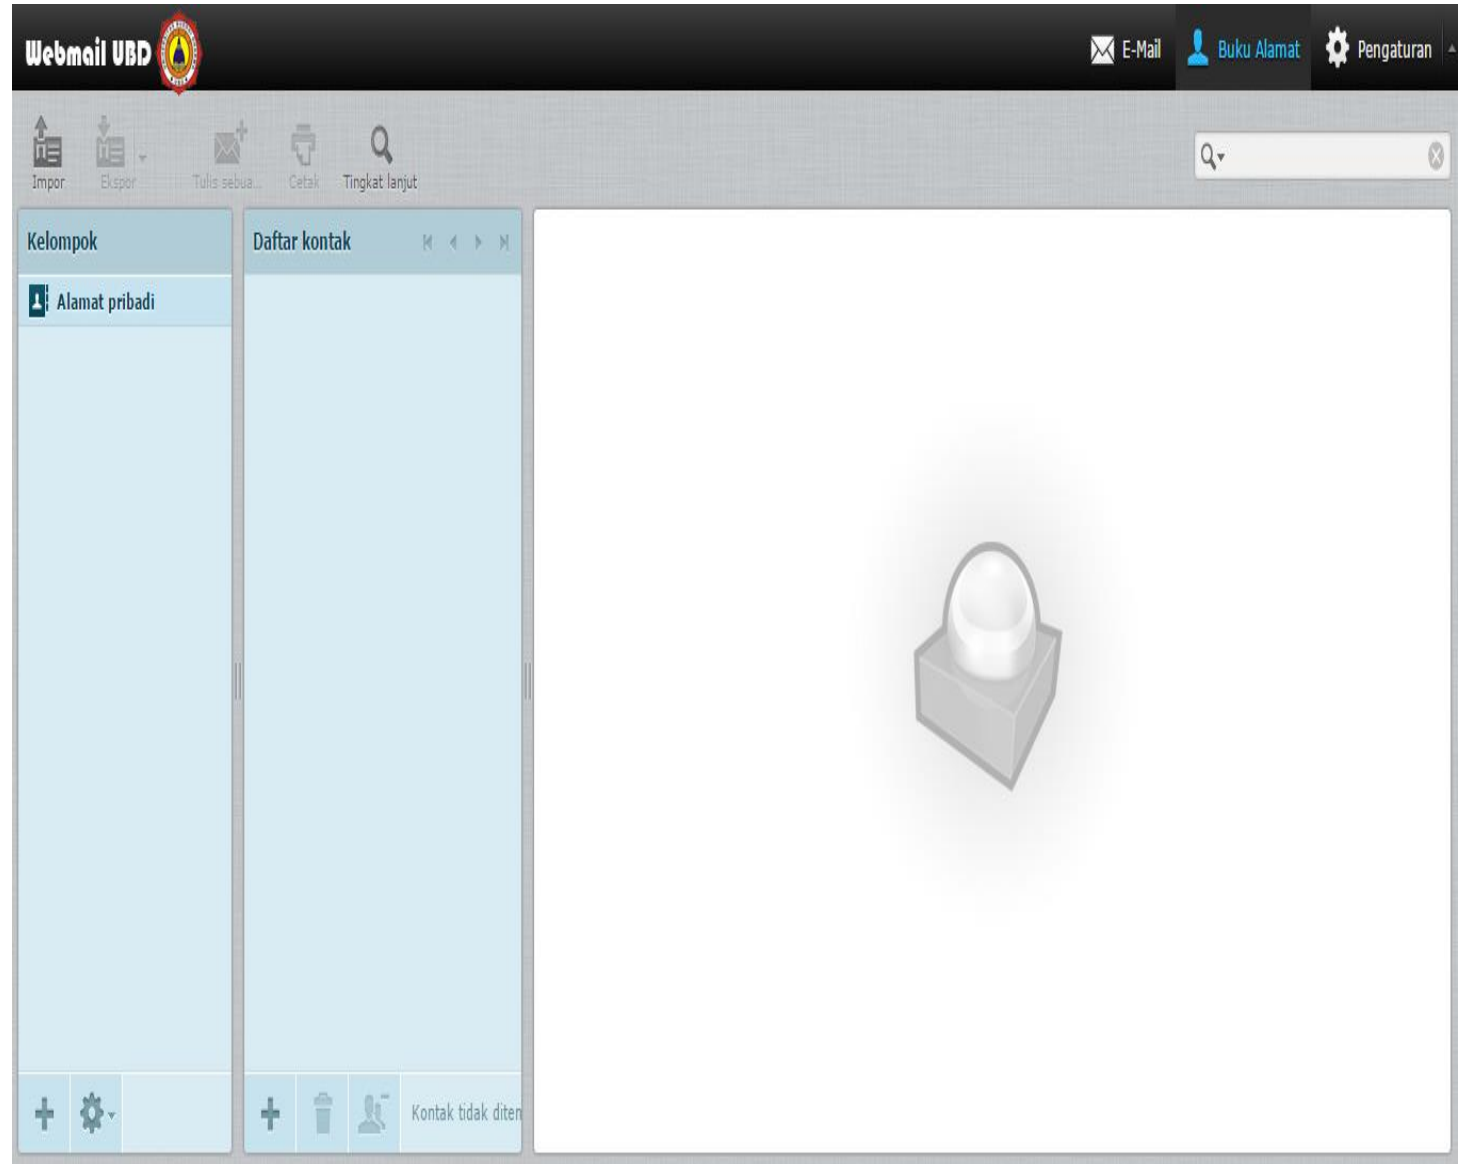 Webmail UBD
E-Mail
Buku Alamat
Pengaturan
Impor
Ekspor
Tulis sebua...
Cetak
Tingkat lanjut
Kelompok
Daftar kontak
Alamat pribadi
Kontak tidak diten